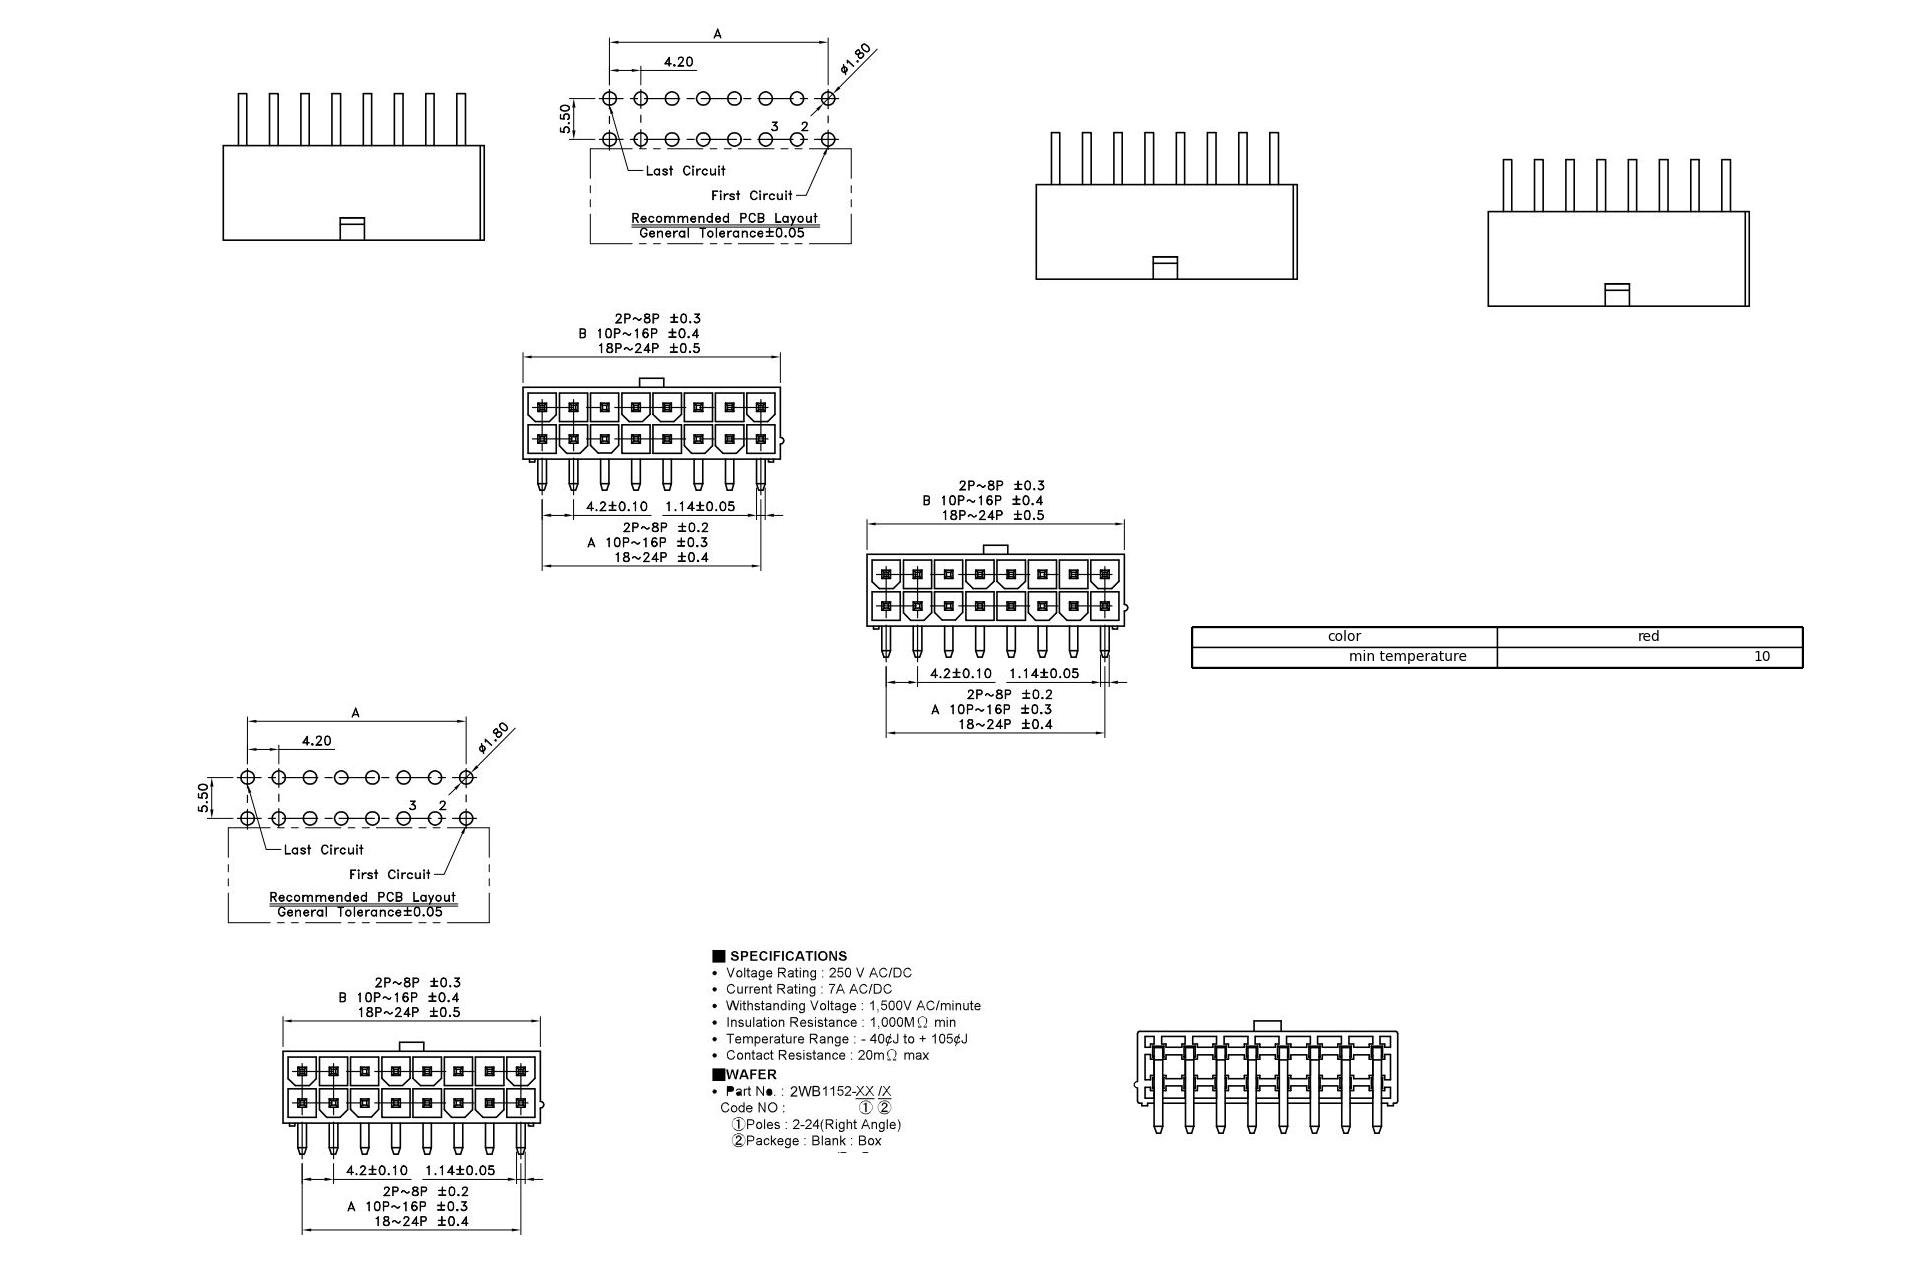 A
4.20
ø1.80
5.50
3 2
Last Circuit
First Circuit
Recommended PCB Layout
General Tolerance±0.05
2P~8P ±0.3
B 10P~16P ±0.4
18P~24P ±0.5
4.2±0.10 1.14±0.05
2P~8P ±0.2
A 10P~16P ±0.3
18~24P ±0.4
2P~8P ±0.3
B 10P~16P ±0.4
18P~24P ±0.5
4.2±0.10 1.14±0.05
2P~8P ±0.2
A 10P~16P ±0.3
18~24P ±0.4
color red
min temperature 10
A
4.20
ø1.80
5.50
3 2
Last Circuit
First Circuit
Recommended PCB Layout
General Tolerance±0.05
2P~8P ±0.3
B 10P~16P ±0.4
18P~24P ±0.5
4.2±0.10 1.14±0.05
2P~8P ±0.2
A 10P~16P ±0.3
18~24P ±0.4
■ SPECIFICATIONS
• Voltage Rating : 250 V AC/DC
• Current Rating : 7A AC/DC
• Withstanding Voltage : 1,500V AC/minute
• Insulation Resistance : 1,000MΩ min
• Temperature Range : - 40¢J to + 105¢J
• Contact Resistance : 20mΩ max
■WAFER
• Part No. : 2WB1152-XX /X
Code NO : ① ②
①Poles : 2-24(Right Angle)
②Packege : Blank : Box